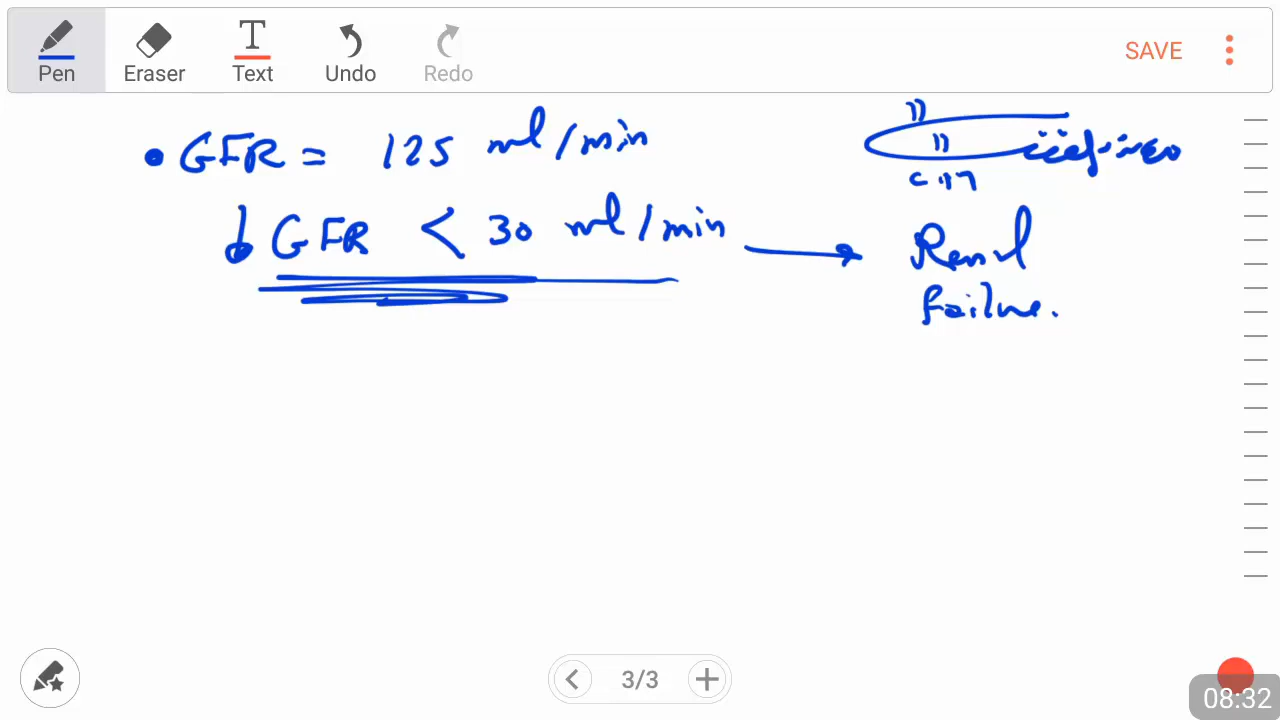 Pen Eraser Text Undo Redo SAVE
• GFR = 125 ml/min
↓ GFR < 30 ml/min → Renal
Failure.
3/3
08:32